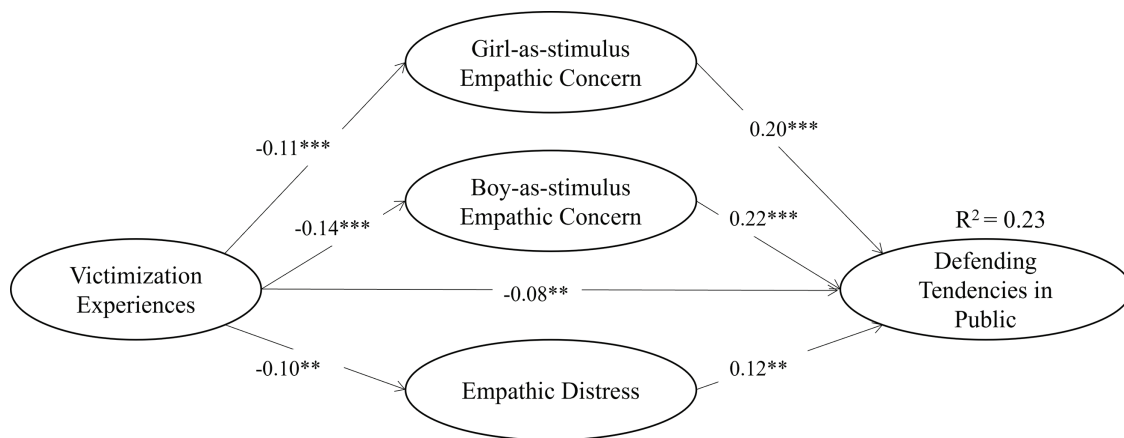 Girl-as-stimulus
Empathic Concern
-0.11***
0.20***
Boy-as-stimulus
Empathic Concern
-0.14***
0.22***
R² = 0.23
Victimization
Experiences
-0.08**
Defending
Tendencies in
Public
-0.10**
0.12**
Empathic Distress